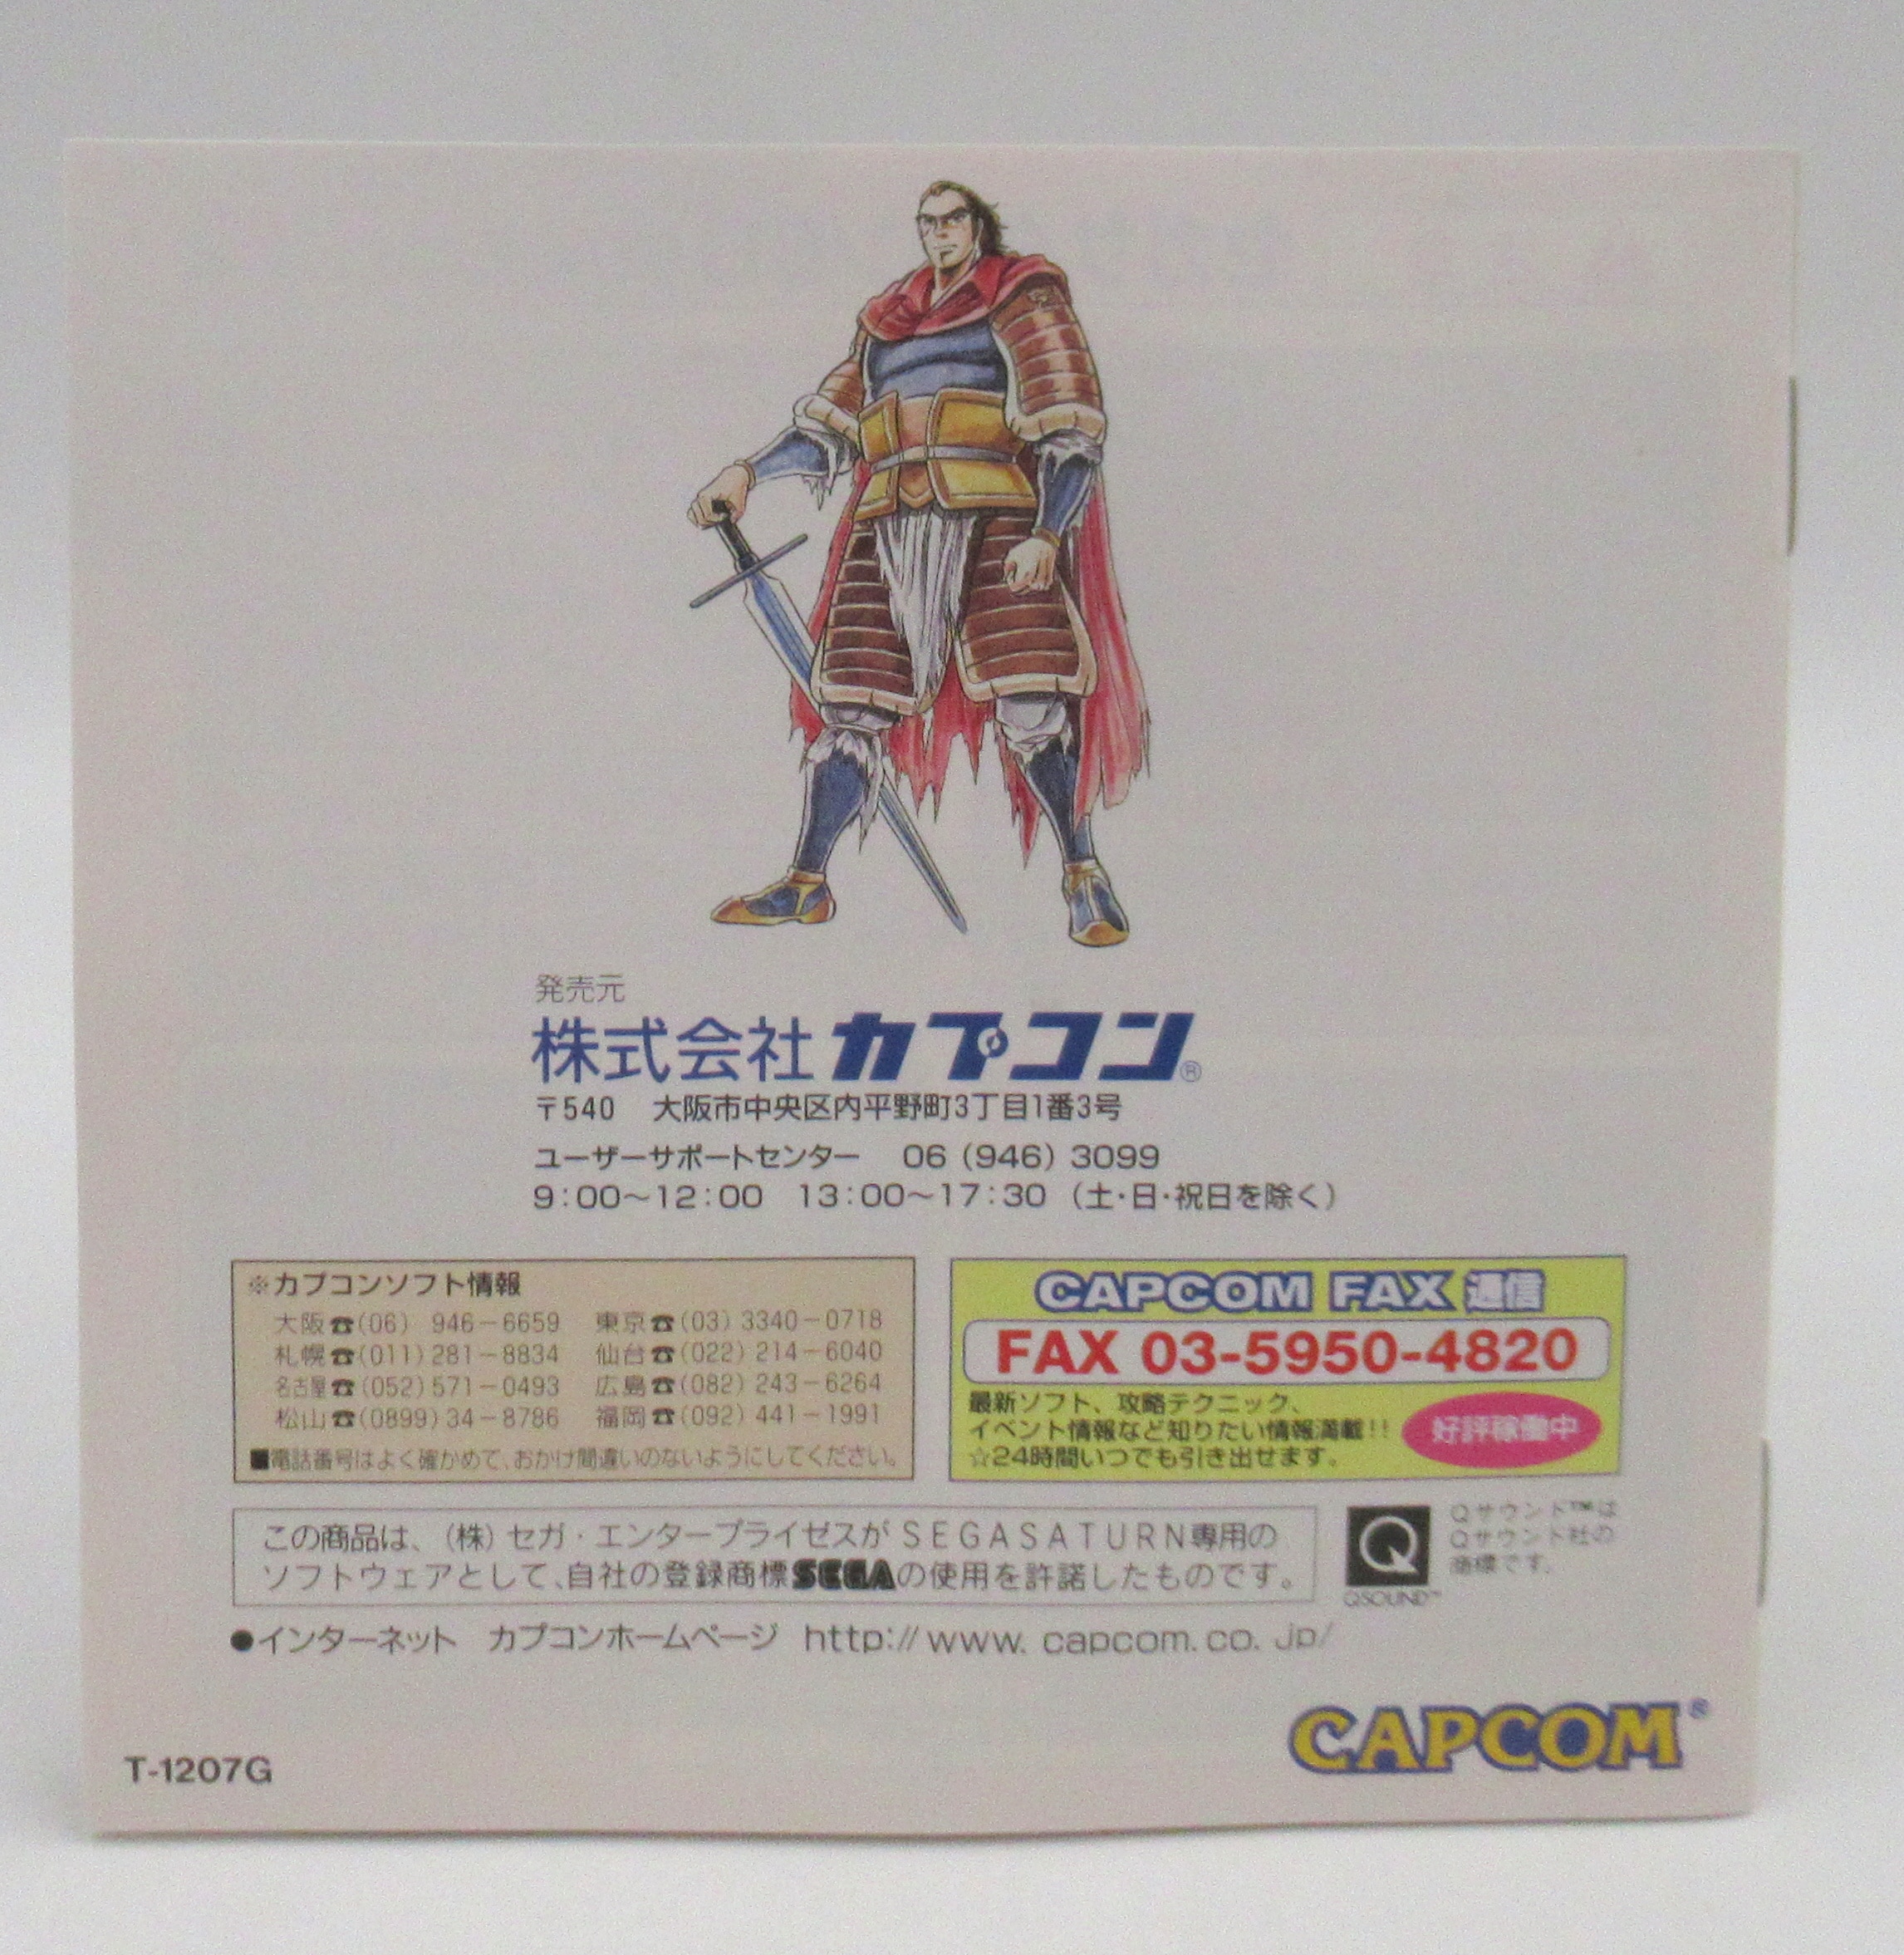 発売元
株式会社カプコン®
〒540 大阪市中央区内平野町3丁目1番3号
ユーザーサポートセンター 06（946）3099
9:00〜12:00 13:00〜17:30（土・日・祝日を除く）
※カプコンソフト情報
大阪☎(06) 946-6659 東京☎(03) 3340-0718
札幌☎(011) 281-8834 仙台☎(022) 214-6040
名古屋☎(052) 571-0493 広島☎(082) 243-6264
松山☎(0899) 34-8786 福岡☎(092) 441-1991
■電話番号はよく確かめて、おかけ間違いのないようにしてください。
CAPCOM FAX 通信
FAX 03-5950-4820
最新ソフト、攻略テクニック、
イベント情報など知りたい情報満載!!
☆24時間いつでも引き出せます。
好評稼働中
この商品は、（株）セガ・エンタープライゼスがSEGASATURN専用の
ソフトウェアとして、自社の登録商標SEGAの使用を許諾したものです。
Q
QSOUND™
Qサウンド™は
Qサウンド社の
商標です。
●インターネット カプコンホームページ http://www.capcom.co.jp/
CAPCOM®
T-1207G